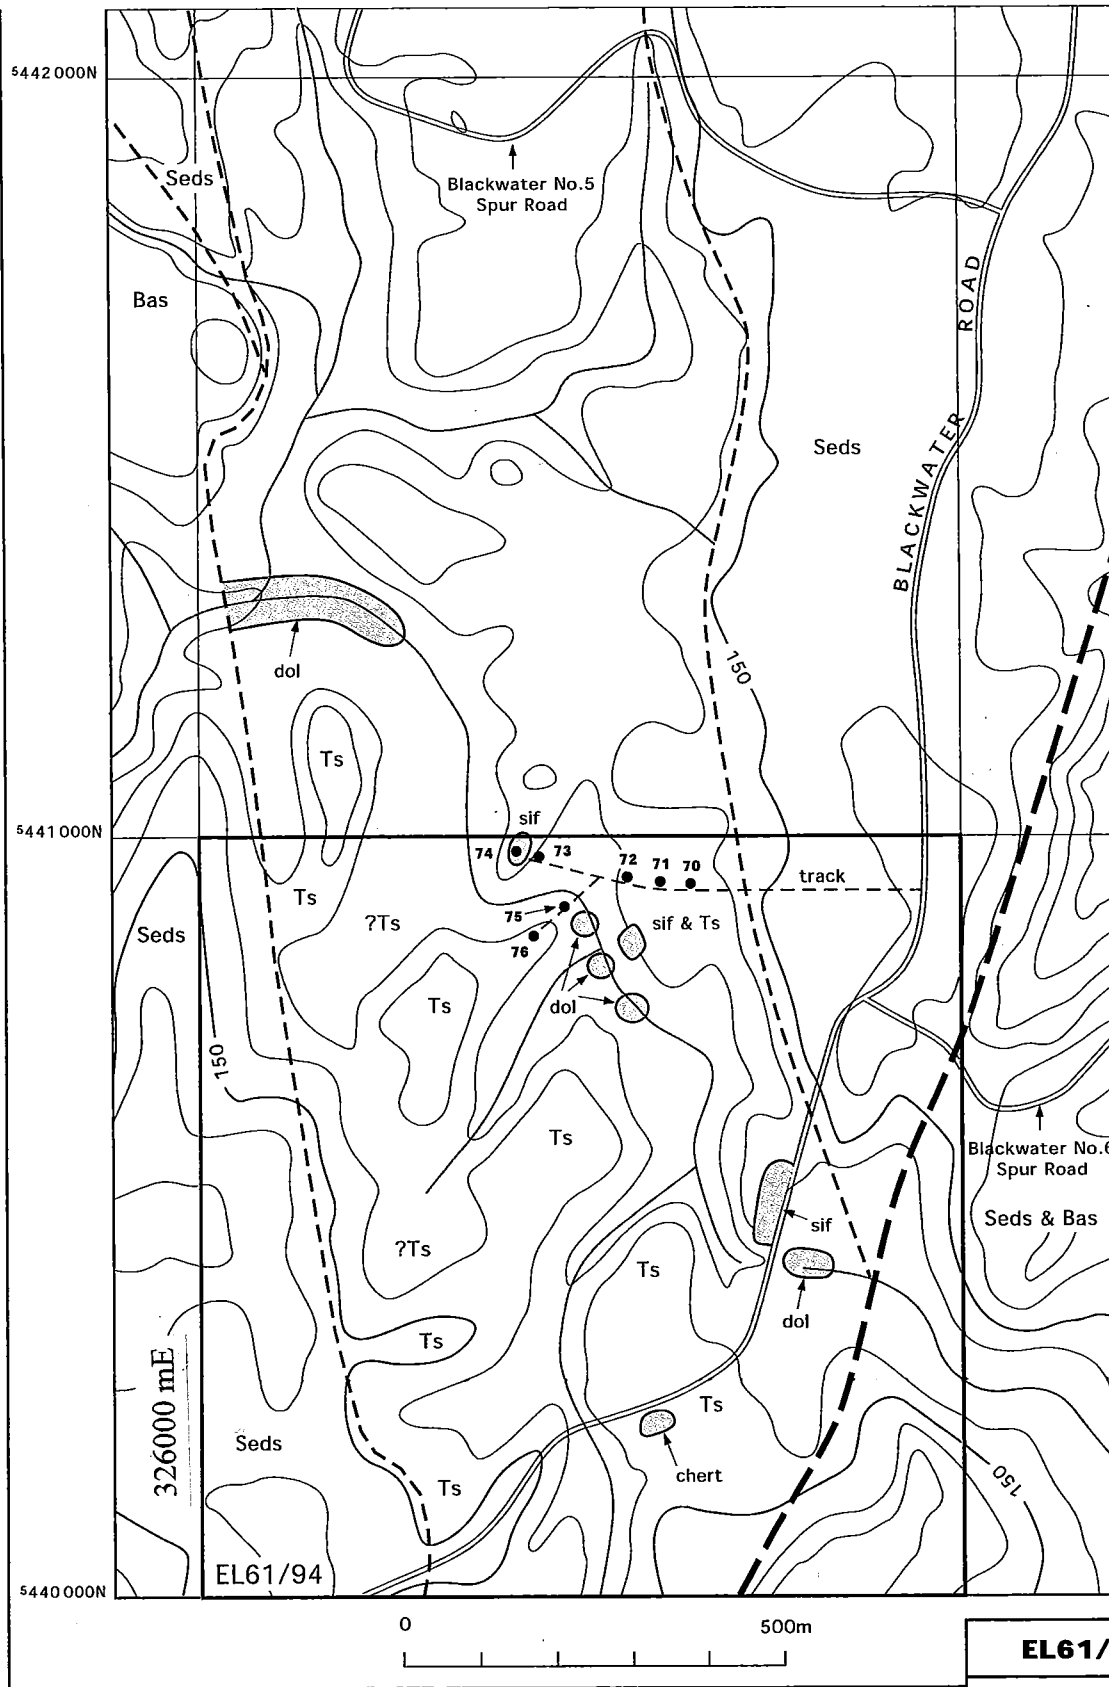 5442000N
Seds
Blackwater No.5
Spur Road
Bas
ROAD
BLACKWATER
Seds
dol
150
Ts
sif
5441000N
74
73
72
71
70
track
Ts
?Ts
75
sif & Ts
Seds
76
Ts
dol
150
Ts
Blackwater No.6
Spur Road
sif
Seds & Bas
?Ts
Ts
dol
Ts
326000 mE
Ts
Seds
chert
Ts
150
EL61/94
5440000N
0
500m
EL61/